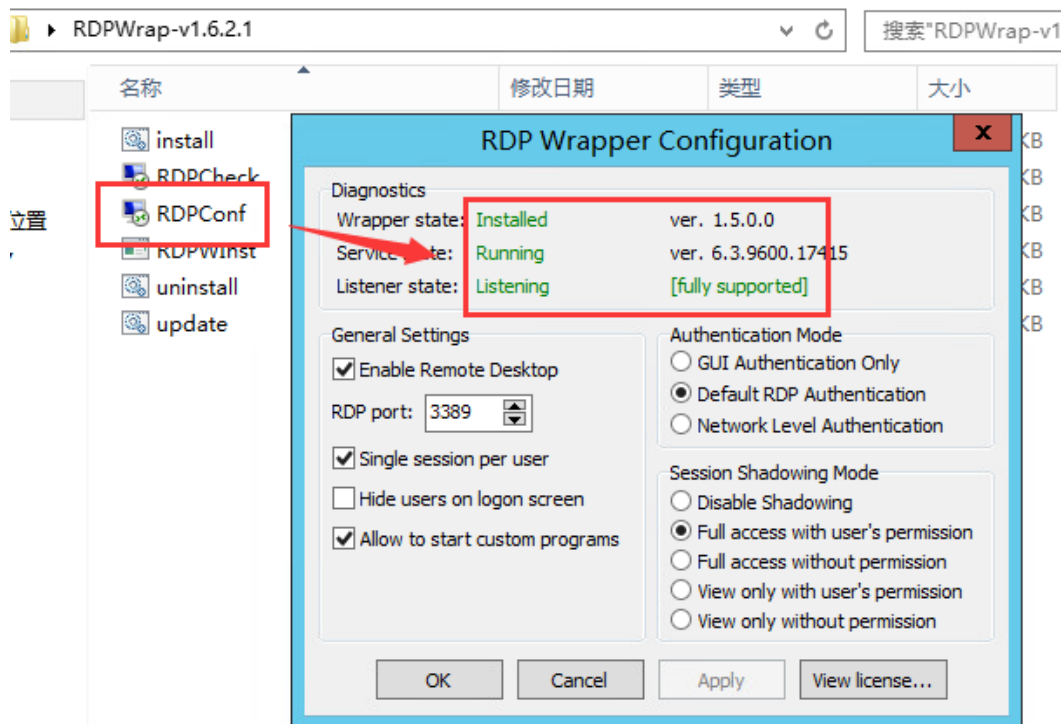 RDPWrap-v1.6.2.1
搜索"RDPWrap-v1
名称 修改日期 类型 大小
install
RDPCheck
RDPConf
RDPWInst
uninstall
update
位置
KB
KB
KB
KB
KB
KB
RDP Wrapper Configuration
x
Diagnostics
Wrapper state: Installed ver. 1.5.0.0
Service state: Running ver. 6.3.9600.17415
Listener state: Listening [fully supported]
General Settings
Enable Remote Desktop
RDP port: 3389
Single session per user
Hide users on logon screen
Allow to start custom programs
Authentication Mode
GUI Authentication Only
Default RDP Authentication
Network Level Authentication
Session Shadowing Mode
Disable Shadowing
Full access with user's permission
Full access without permission
View only with user's permission
View only without permission
OK Cancel Apply View license...